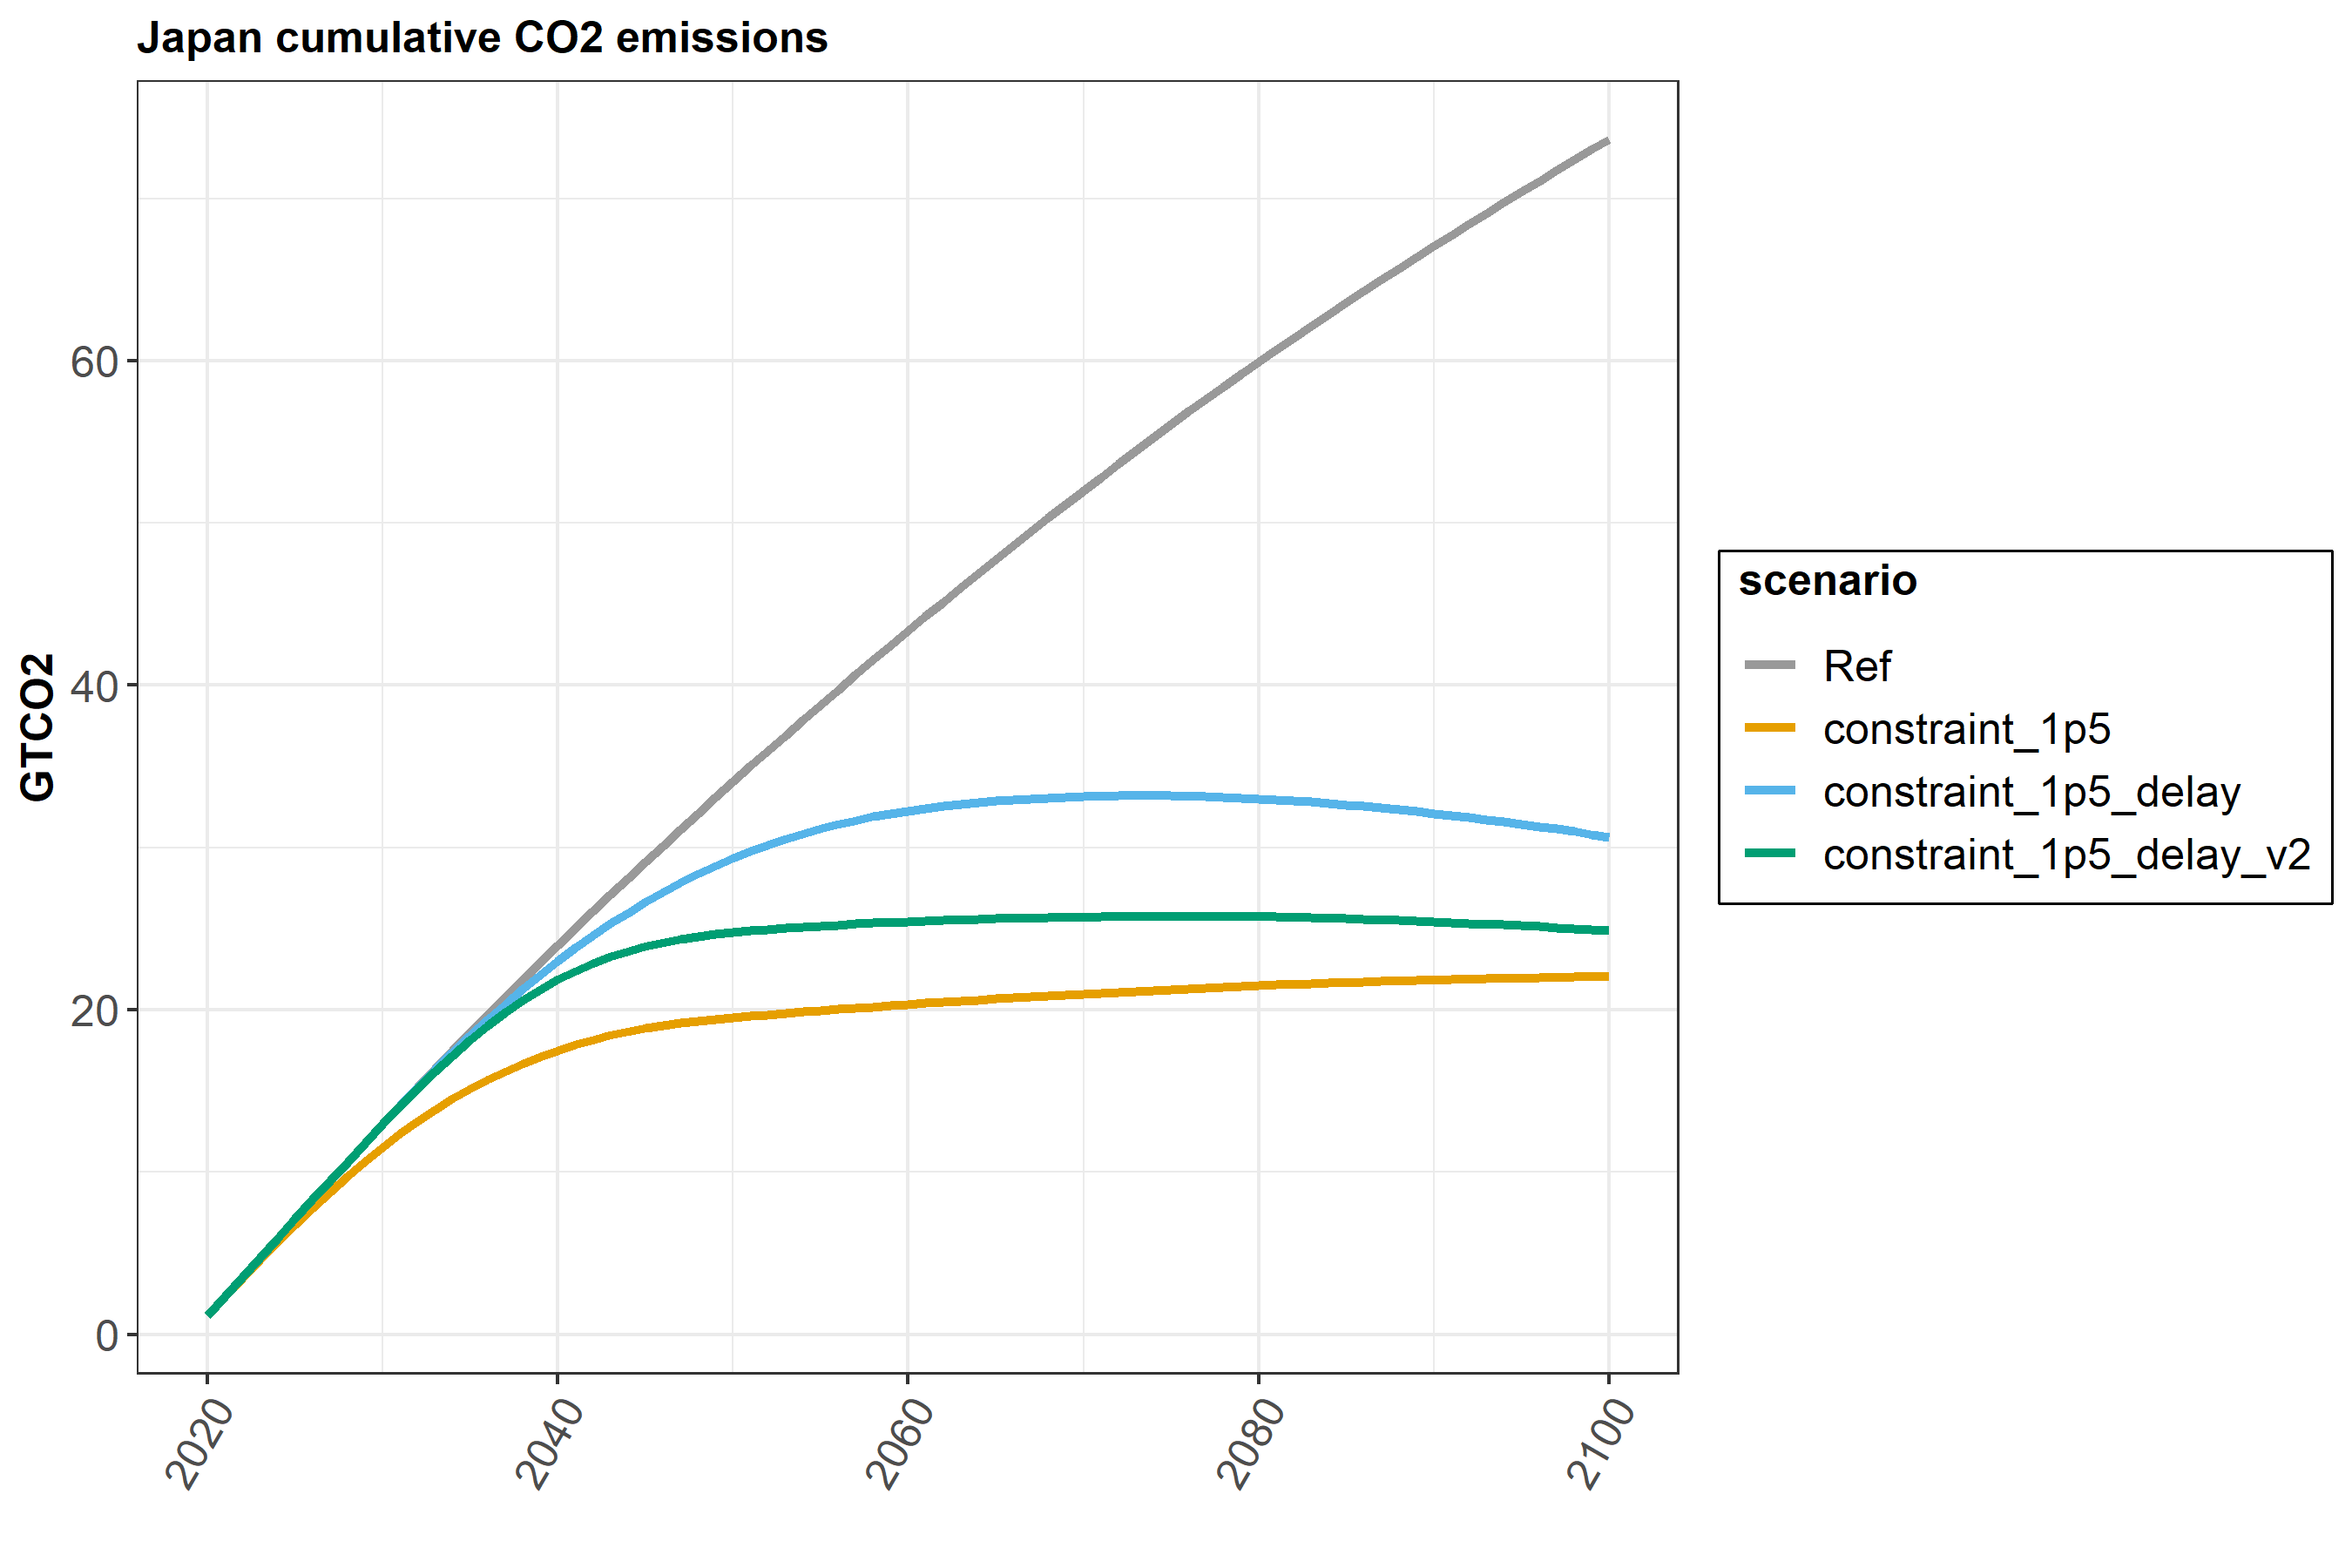 Japan cumulative CO2 emissions
GTCO2
60
40
20
0
2020
2040
2060
2080
2100
scenario
Ref
constraint_1p5
constraint_1p5_delay
constraint_1p5_delay_v2